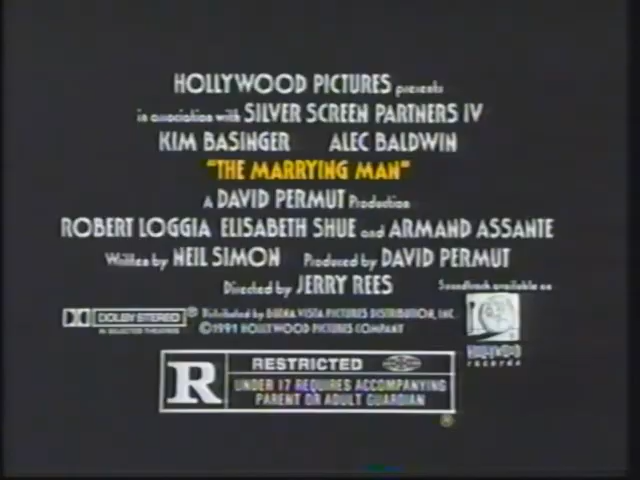 HOLLYWOOD PICTURES presents
in association with SILVER SCREEN PARTNERS IV
KIM BASINGER ALEC BALDWIN
"THE MARRYING MAN"
A DAVID PERMUT Production
ROBERT LOGGIA ELISABETH SHUE and ARMAND ASSANTE
Written by NEIL SIMON Produced by DAVID PERMUT
Directed by JERRY REES
Soundtrack available on
HOLLYWOOD
RECORDS
DOLBY STEREO ®
IN SELECTED THEATRES
Distributed by BUENA VISTA PICTURES DISTRIBUTION, INC.
©1991 HOLLYWOOD PICTURES COMPANY
R RESTRICTED
UNDER 17 REQUIRES ACCOMPANYING
PARENT OR ADULT GUARDIAN
®